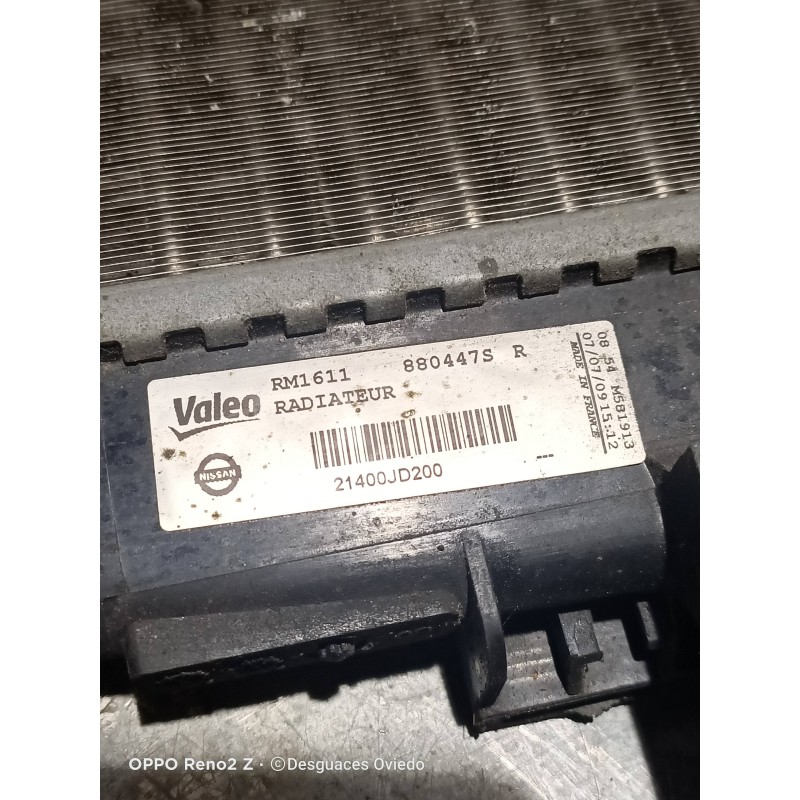 Valeo
RM1611 880447S R
RADIATEUR
NISSAN
21400JD200
---
08 54 M581913
07/07/09 15:12
MADE IN FRANCE
OPPO Reno2 Z · ©Desguaces Oviedo